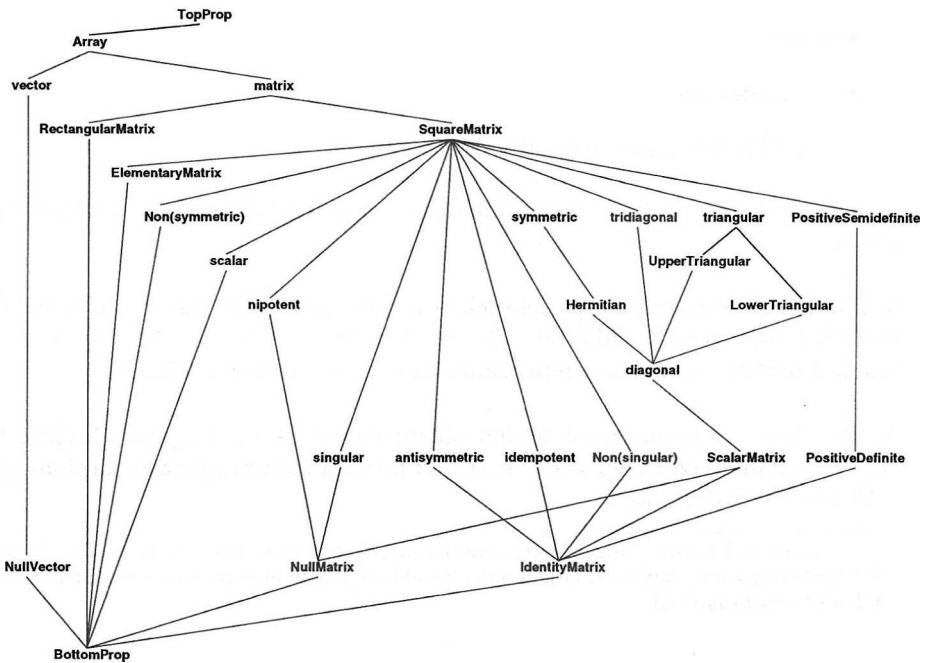 TopProp
Array
vector
matrix
RectangularMatrix
SquareMatrix
ElementaryMatrix
Non(symmetric)
symmetric
tridiagonal
triangular
PositiveSemidefinite
scalar
UpperTriangular
nipotent
Hermitian
LowerTriangular
diagonal
singular
antisymmetric
idempotent
Non(singular)
ScalarMatrix
PositiveDefinite
NullVector
NullMatrix
IdentityMatrix
BottomProp